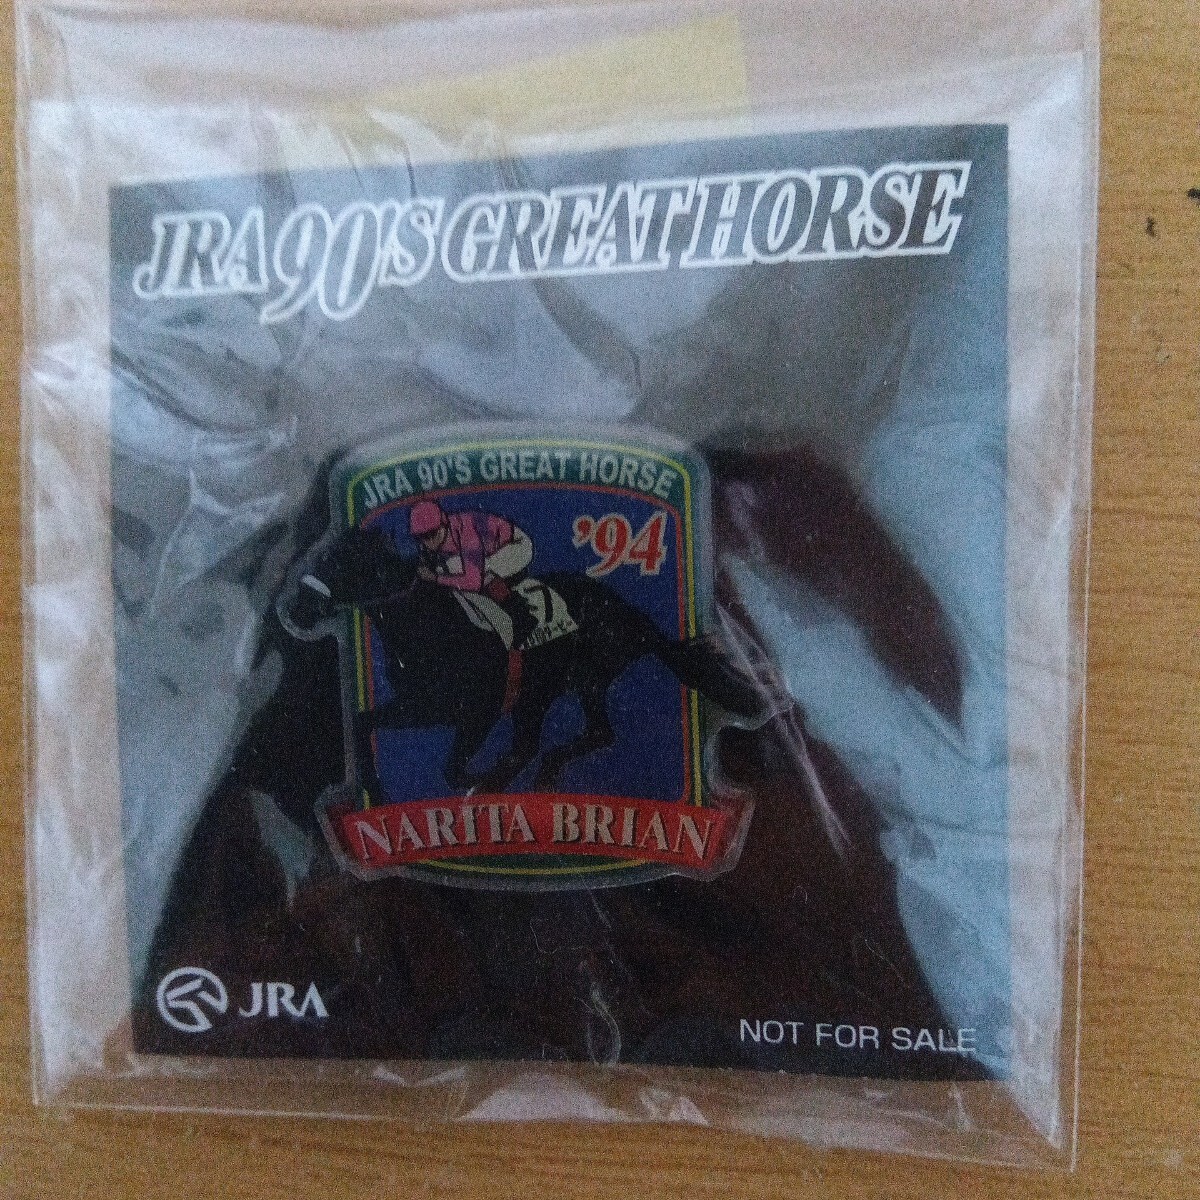 JRA 90'S GREAT HORSE
JRA 90'S GREAT HORSE
'94
7
NARITA BRIAN
JRA
NOT FOR SALE